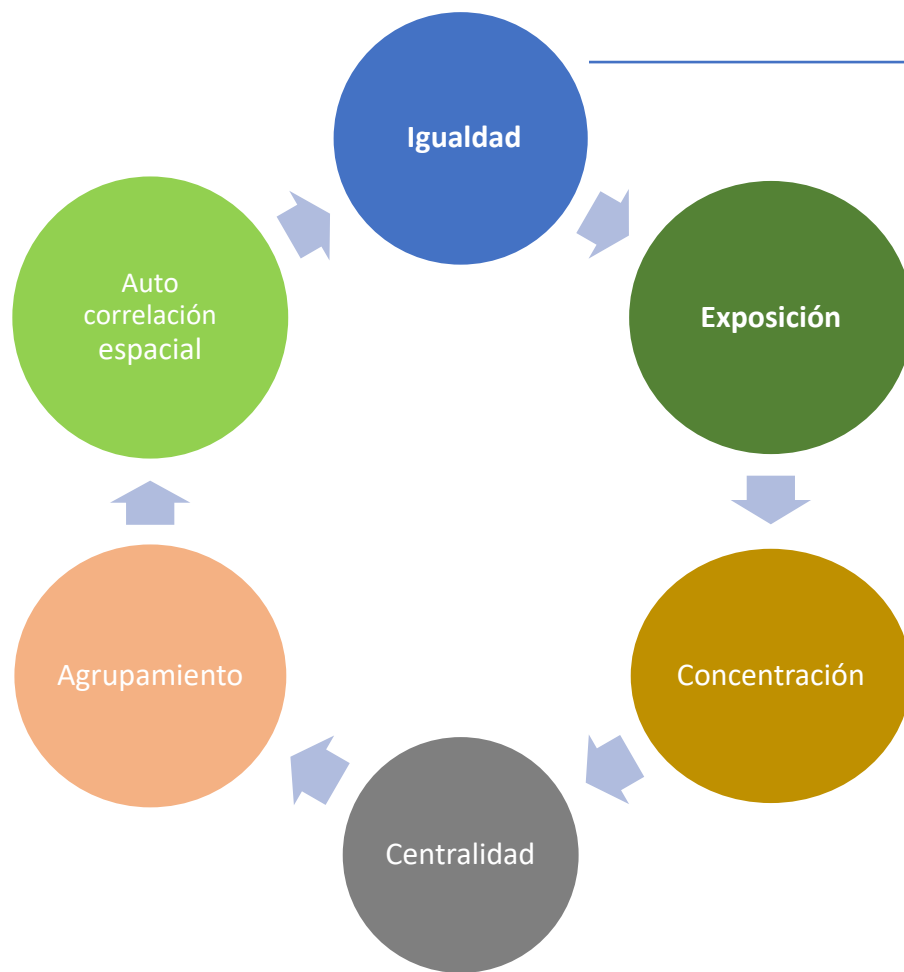 Igualdad
Exposición
Concentración
Centralidad
Agrupamiento
Auto
correlación
espacial